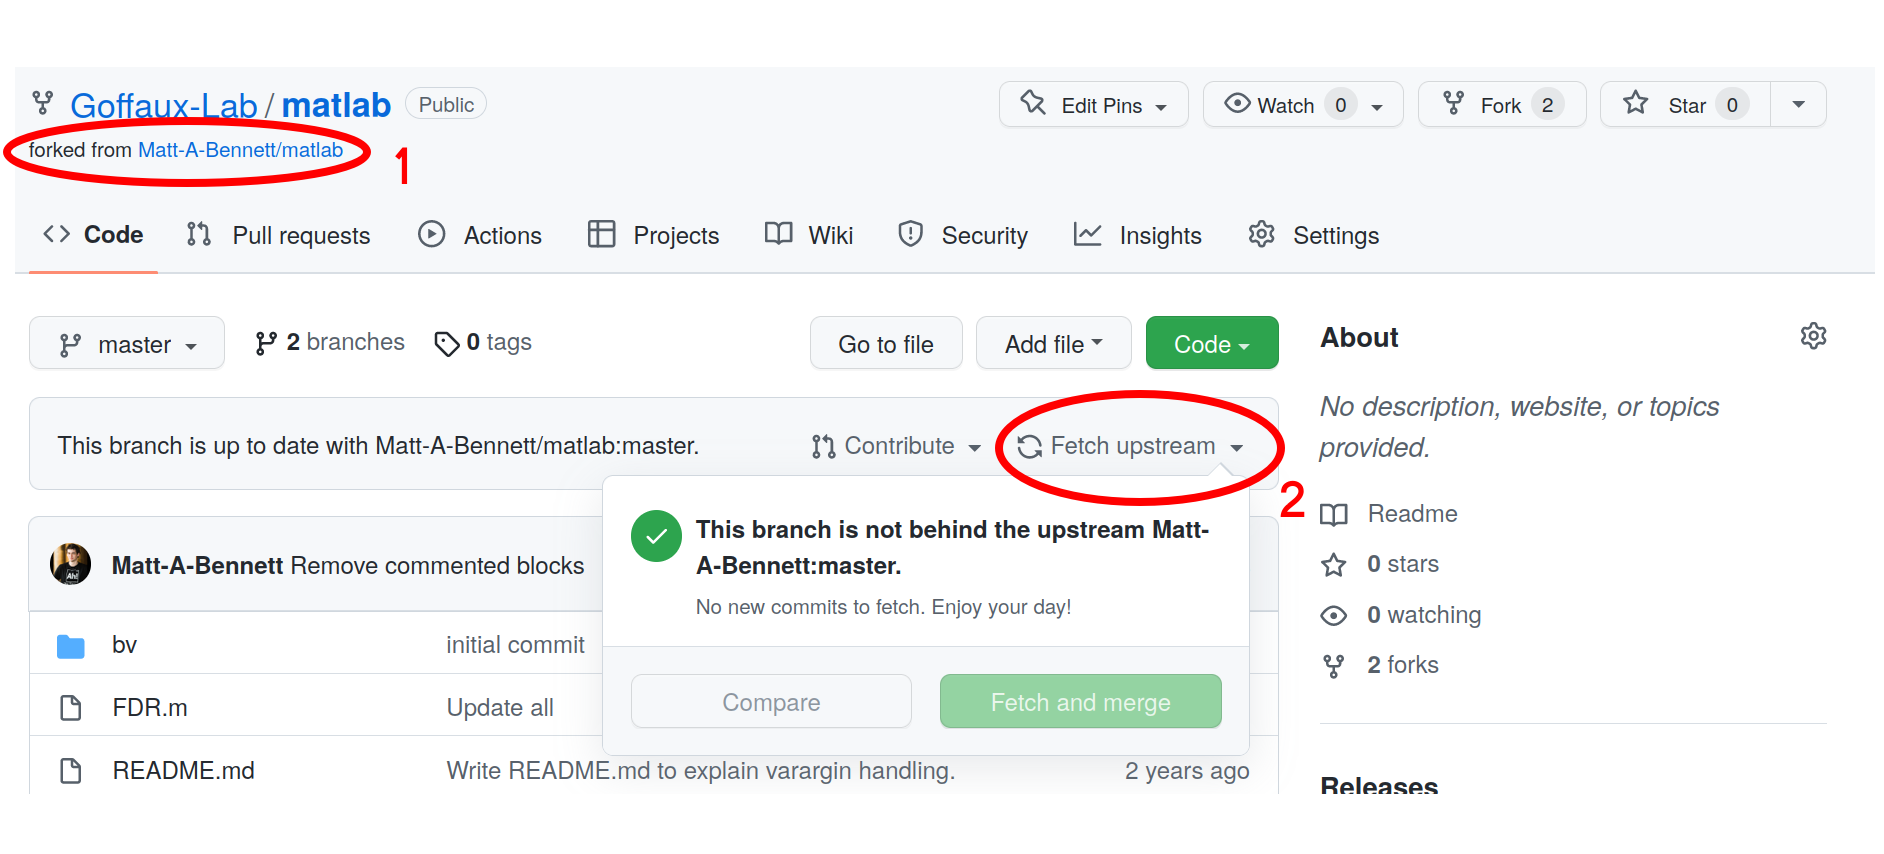 Goffaux-Lab / matlab Public Edit Pins Watch 0 Fork 2 Star 0
forked from Matt-A-Bennett/matlab 1
Code Pull requests Actions Projects Wiki Security Insights Settings
master 2 branches 0 tags Go to file Add file Code About
No description, website, or topics
provided.
This branch is up to date with Matt-A-Bennett/matlab:master. Contribute Fetch upstream
2
This branch is not behind the upstream Matt-
A-Bennett:master.
No new commits to fetch. Enjoy your day!
Compare Fetch and merge
Matt-A-Bennett Remove commented blocks
bv initial commit
FDR.m Update all
README.md Write README.md to explain varargin handling. 2 years ago
Readme
0 stars
0 watching
2 forks
Releases